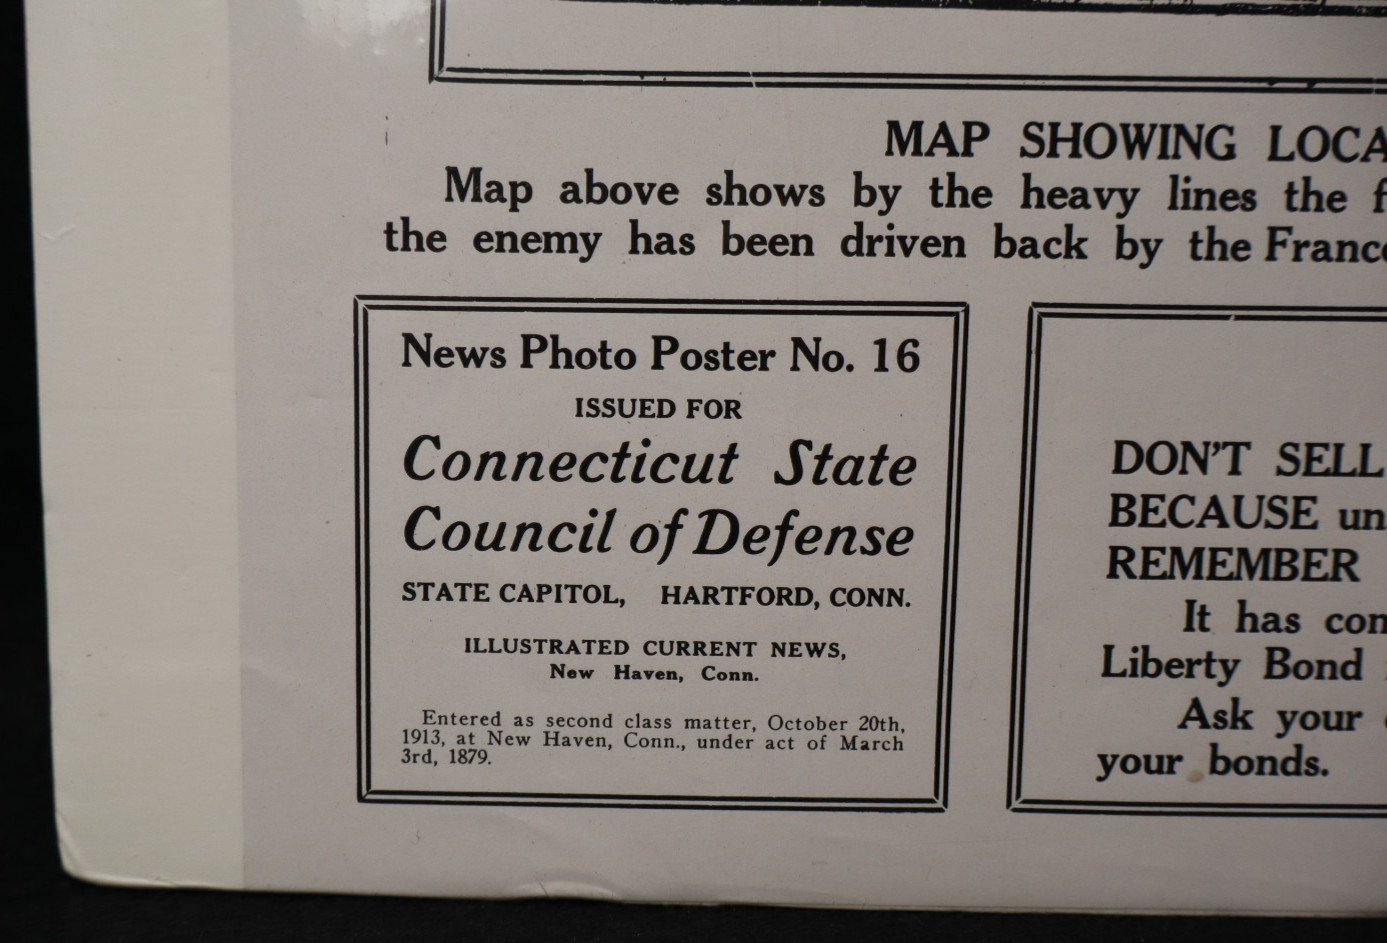 MAP SHOWING LOCA
Map above shows by the heavy lines the f
the enemy has been driven back by the Franc
News Photo Poster No. 16
ISSUED FOR
Connecticut State
Council of Defense
STATE CAPITOL, HARTFORD, CONN.
ILLUSTRATED CURRENT NEWS,
New Haven, Conn.
Entered as second class matter, October 20th,
1913, at New Haven, Conn., under act of March
3rd, 1879.
DON'T SELL
BECAUSE un
REMEMBER
It has con
Liberty Bond
Ask your
your bonds.